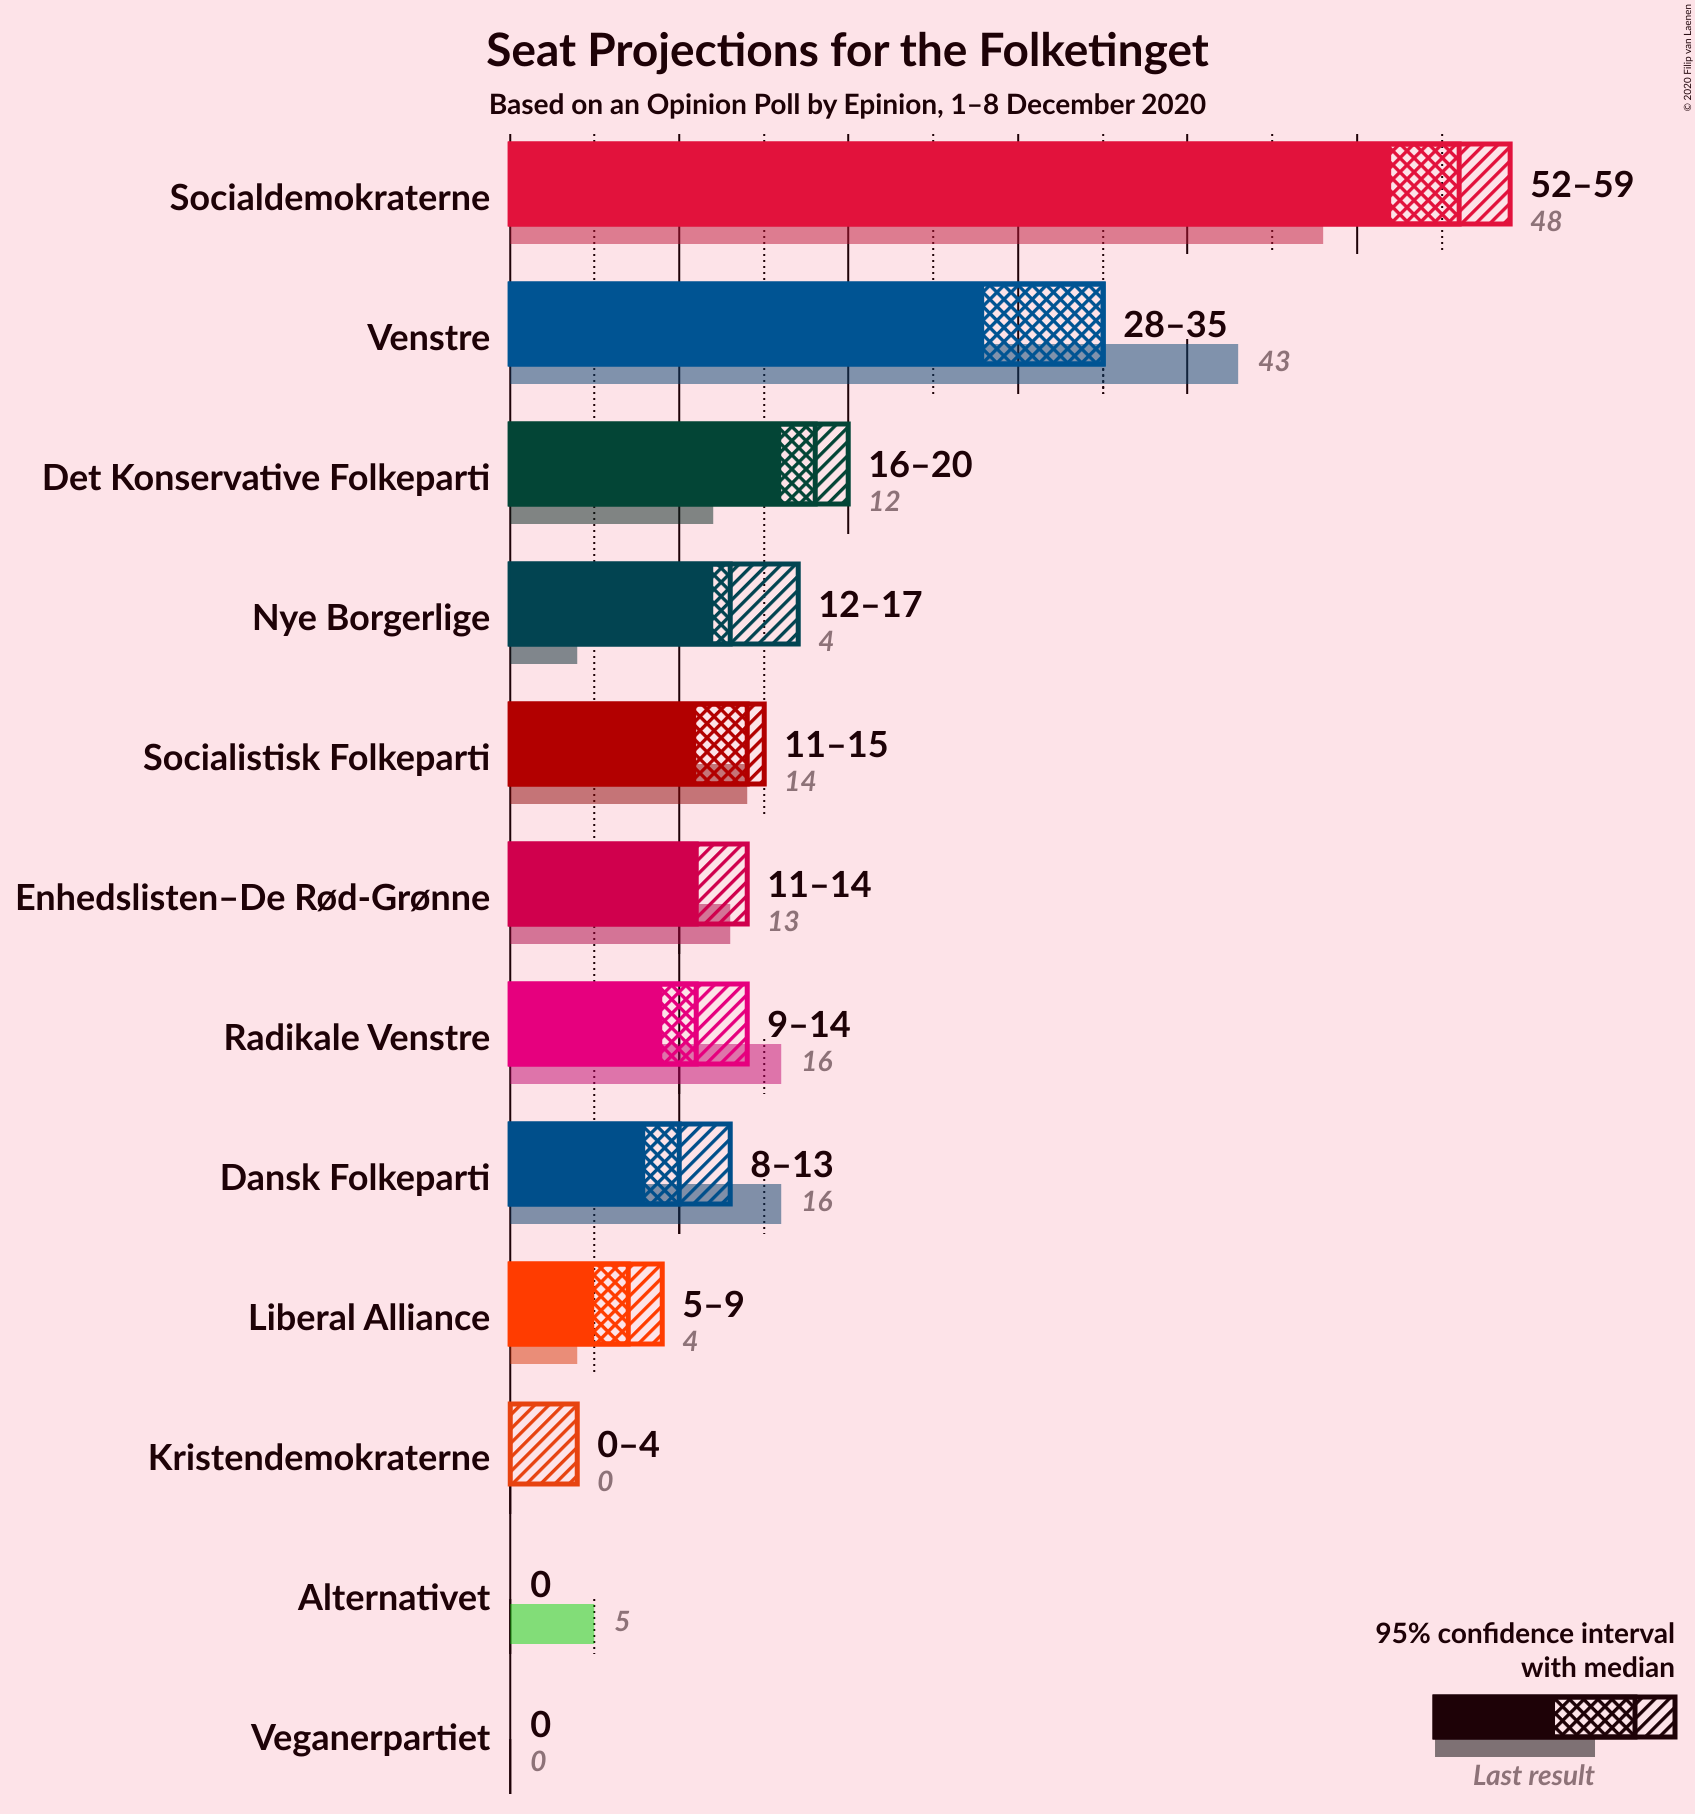 Seat Projections for the Folketinget
Based on an Opinion Poll by Epinion, 1–8 December 2020
© 2020 Filip van Laenen
Socialdemokraterne
52–59
48
Venstre
28–35
43
Det Konservative Folkeparti
16–20
12
Nye Borgerlige
12–17
4
Socialistisk Folkeparti
11–15
14
Enhedslisten–De Rød-Grønne
11–14
13
Radikale Venstre
9–14
16
Dansk Folkeparti
8–13
16
Liberal Alliance
5–9
4
Kristendemokraterne
0–4
0
Alternativet
0
5
Veganerpartiet
0
0
95% confidence interval
with median
Last result